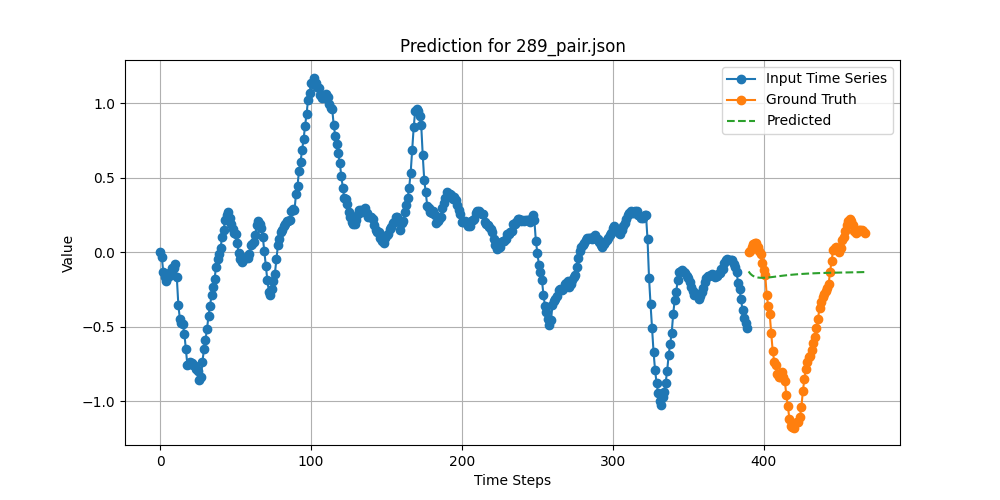 Prediction for 289_pair.json
Input Time Series
Ground Truth
Predicted
Value
1.0
0.5
0.0
−0.5
−1.0
0
100
200
300
400
Time Steps